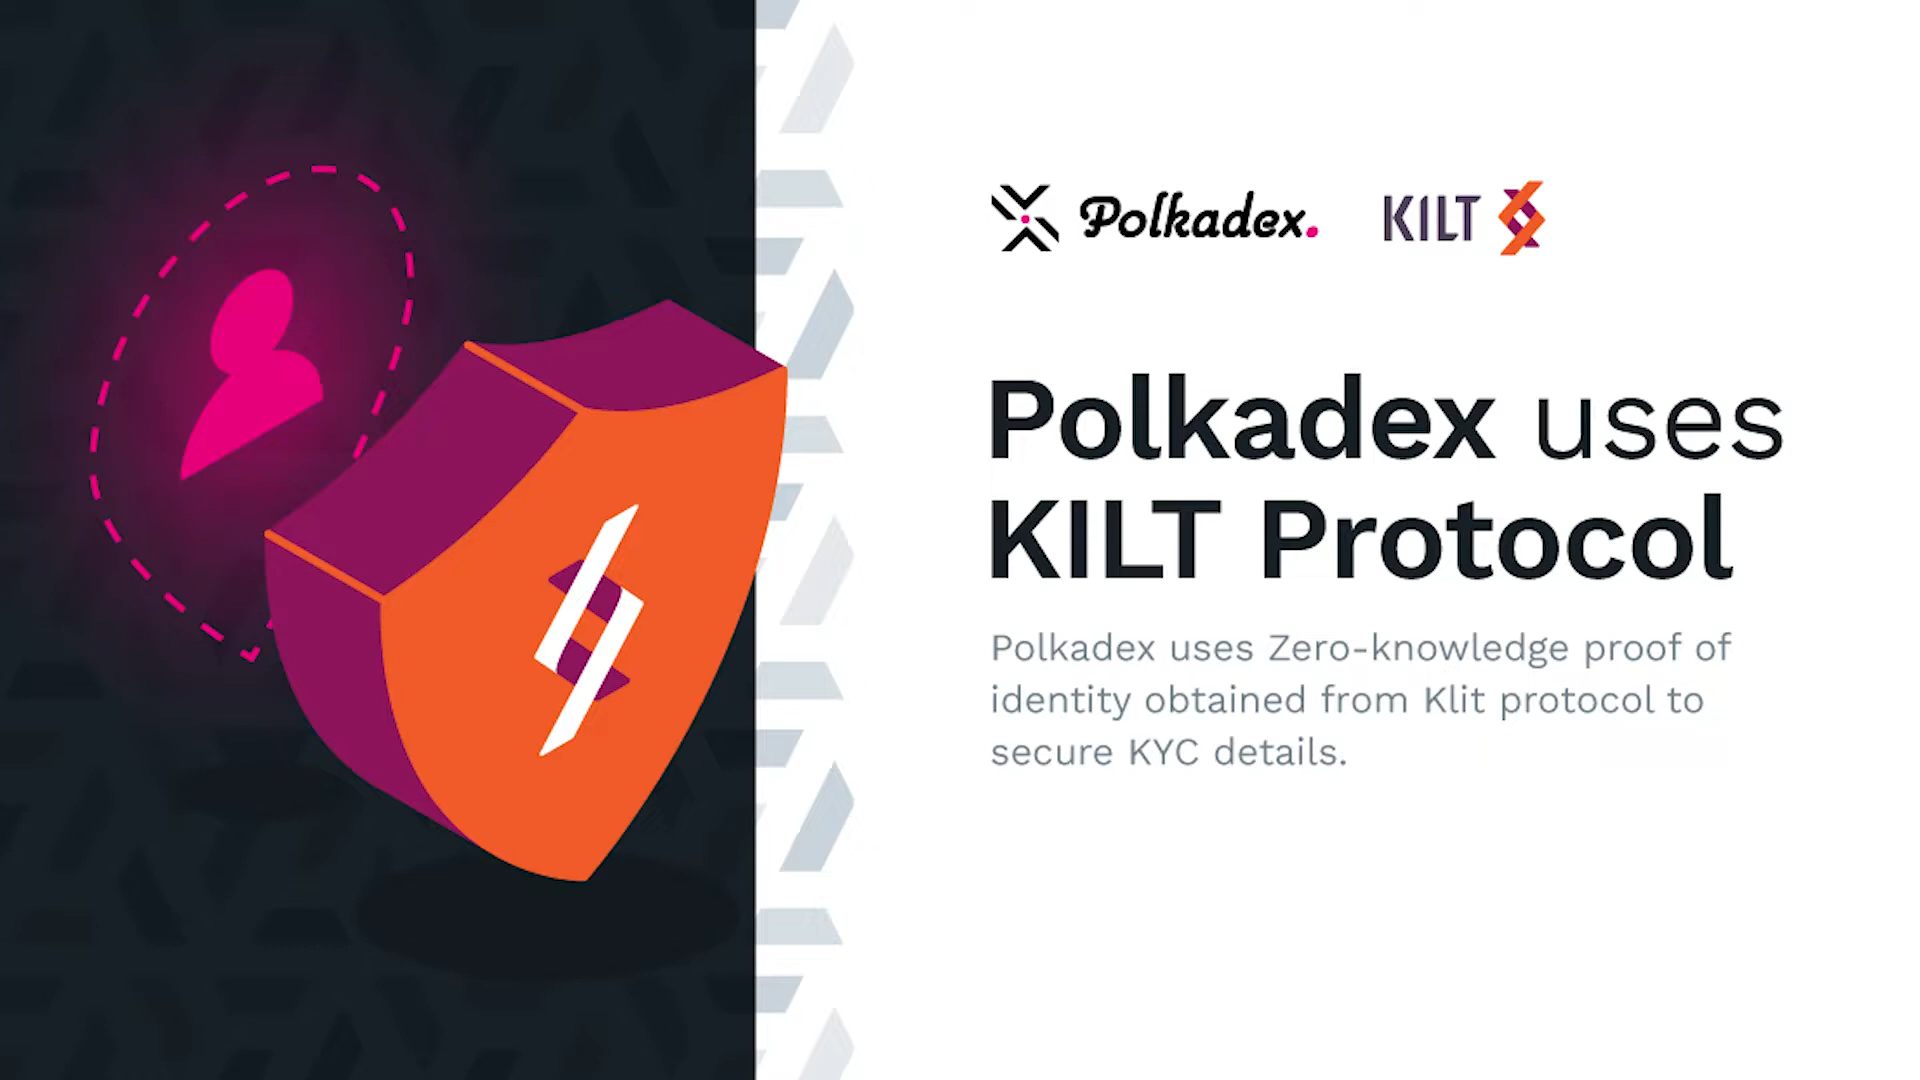 Polkadex. KILT
Polkadex uses
KILT Protocol
Polkadex uses Zero-knowledge proof of
identity obtained from Klit protocol to
secure KYC details.